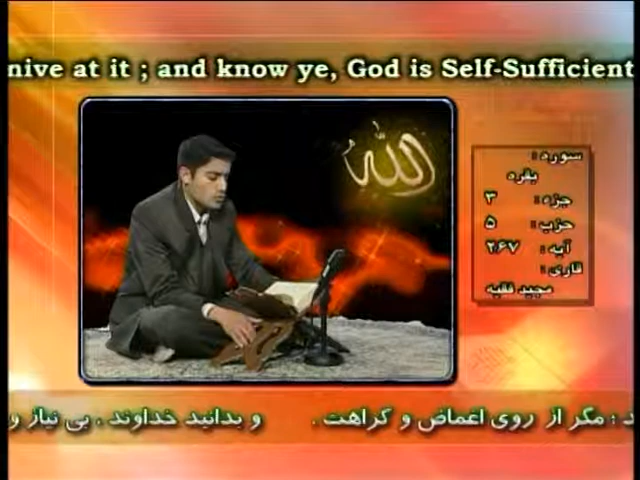 nive at it ; and know ye, God is Self-Sufficient
الله
سوره :
بقره
جزء : ۳
حزب : ۵
آیه : ۲۶۷
قاری :
مجید فقیه
د ؛ مگر از روی اغماض و کراهت . و بدانید خداوند ، بی نیاز و